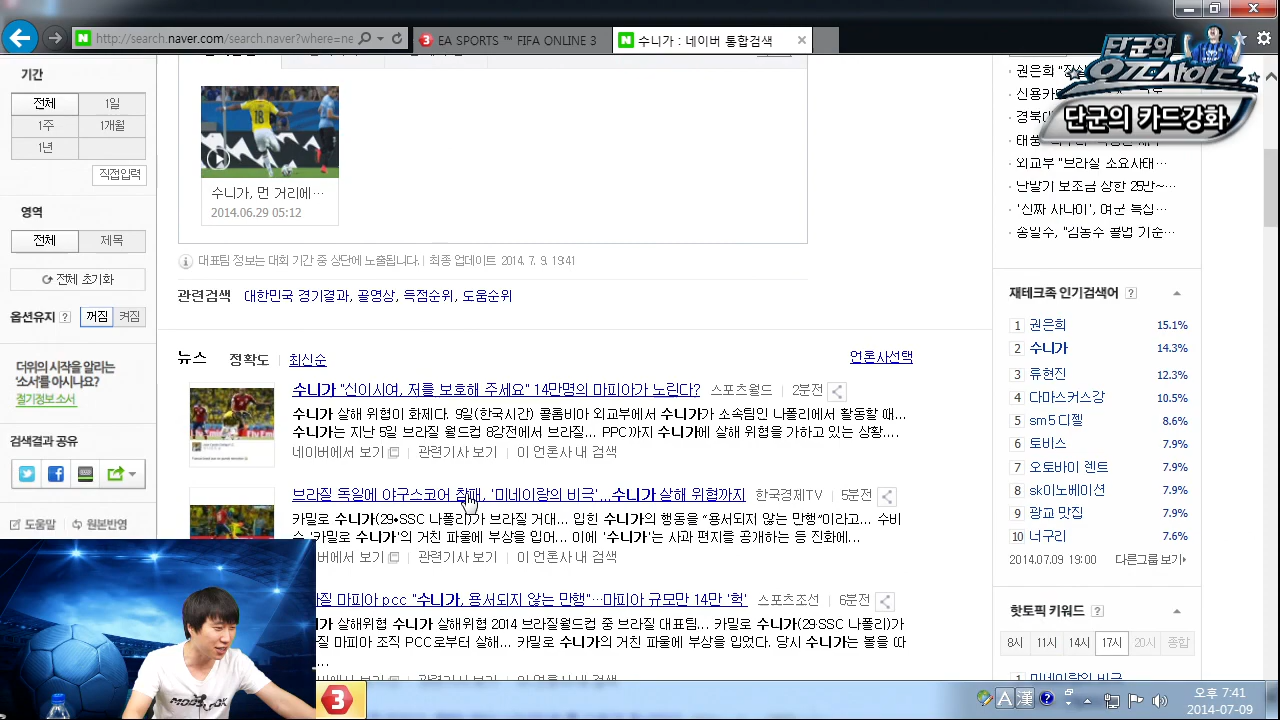 http://search.naver.com/search.naver?where=ne
EA SPORTS ™ FIFA ONLINE 3
수니가 : 네이버 통합검색
단군의
단군의 카드강화
기간
전체
1일
1주
1개월
1년
직접입력
영역
전체
제목
전체 초기화
옵션유지
꺼짐
켜짐
더위의 시작을 알리는
'소서'를 아시나요?
절기정보 소서
검색결과 공유
도움말
원본반영
수니가, 먼 거리에…
2014.06.29 05:12
대표팀 정보는 대회 기간 중 상단에 노출됩니다. | 최종 업데이트 2014. 7. 9. 19:41
관련검색 대한민국 경기결과, 골영상, 득점순위, 도움순위
뉴스 정확도 최신순 언론사선택
수니가 "신이시여, 저를 보호해 주세요" 14만명의 마피아가 노린다? 스포츠월드 2분전
수니가 살해 위협이 화제다. 9일(한국시간) 콜롬비아 외교부에서 수니가가 소속팀인 나폴리에서 활동할 때...
수니가는 지난 5일 브라질 월드컵 8강전에서 브라질... PPC까지 수니가에 살해 위협을 가하고 있는 상황.
네이버에서 보기 관련기사 보기 이 언론사 내 검색
브라질 독일에 야구스코어 참패, '미네이랑의 비극'...수니가 살해 위협까지 한국경제TV 5분전
카밀로 수니가(29•SSC 나폴리)가 브라질 거대... 입힌 수니가의 행동을 "용서되지 않는 만행"이라고... 수비
수 '카밀로 수니가'의 거친 파울에 부상을 입어... 이에 '수니가'는 사과 편지를 공개하는 등 진화에...
버에서 보기 관련기사 보기 이 언론사 내 검색
질 마피아 pcc "수니가, 용서되지 않는 만행"…마피아 규모만 14만 '헉' 스포츠조선 6분전
가 살해위협 수니가 살해위협 2014 브라질월드컵 중 브라질 대표팀... 카밀로 수니가(29·SSC 나폴리)가
질 마피아 조직 PCC로부터 살해... 카밀로 수니가의 거친 파울에 부상을 입었다. 당시 수니가는 볼을 따
...
권은희
신용카
경북
태풍
외교부 "브라질 소요사태…
단말기 보조금 상한 25만~…
'진짜 사나이', 여군 특집…
송일수, "김동수 콜업 기준…
재테크족 인기검색어
1 권은희 15.1%
2 수니가 14.3%
3 류현진 12.3%
4 다마스커스강 10.5%
5 sm5 디젤 8.6%
6 토비스 7.9%
7 오토바이 렌트 7.9%
8 sk이노베이션 7.9%
9 광교 맛집 7.9%
10 너구리 7.6%
2014.07.09 19:00 다른그룹 보기
핫토픽 키워드
9시 11시 14시 17시 20시 종합
1 미네이랑의 비극
오후 7:41
2014-07-09